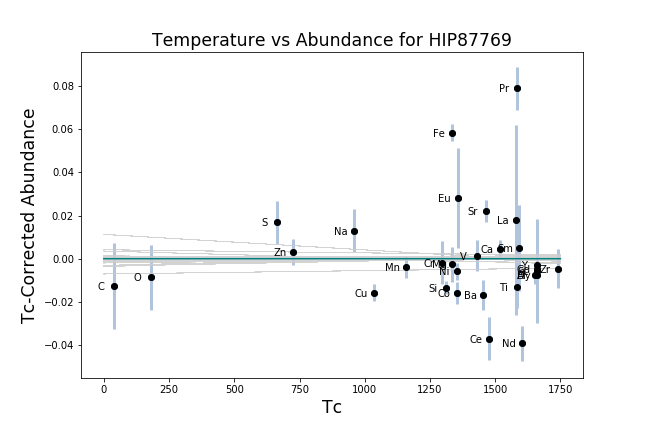 Temperature vs Abundance for HIP87769
Tc-Corrected Abundance
0.08
0.06
0.04
0.02
0.00
−0.02
−0.04
Pr
Fe
Eu
Sr
La
S
Na
Zn
V
Ca
Sm
Mn
Cr
Ni
Zr
C
O
Cu
Si
Co
Ba
Ti
Ce
Nd
0
250
500
750
1000
1250
1500
1750
Tc